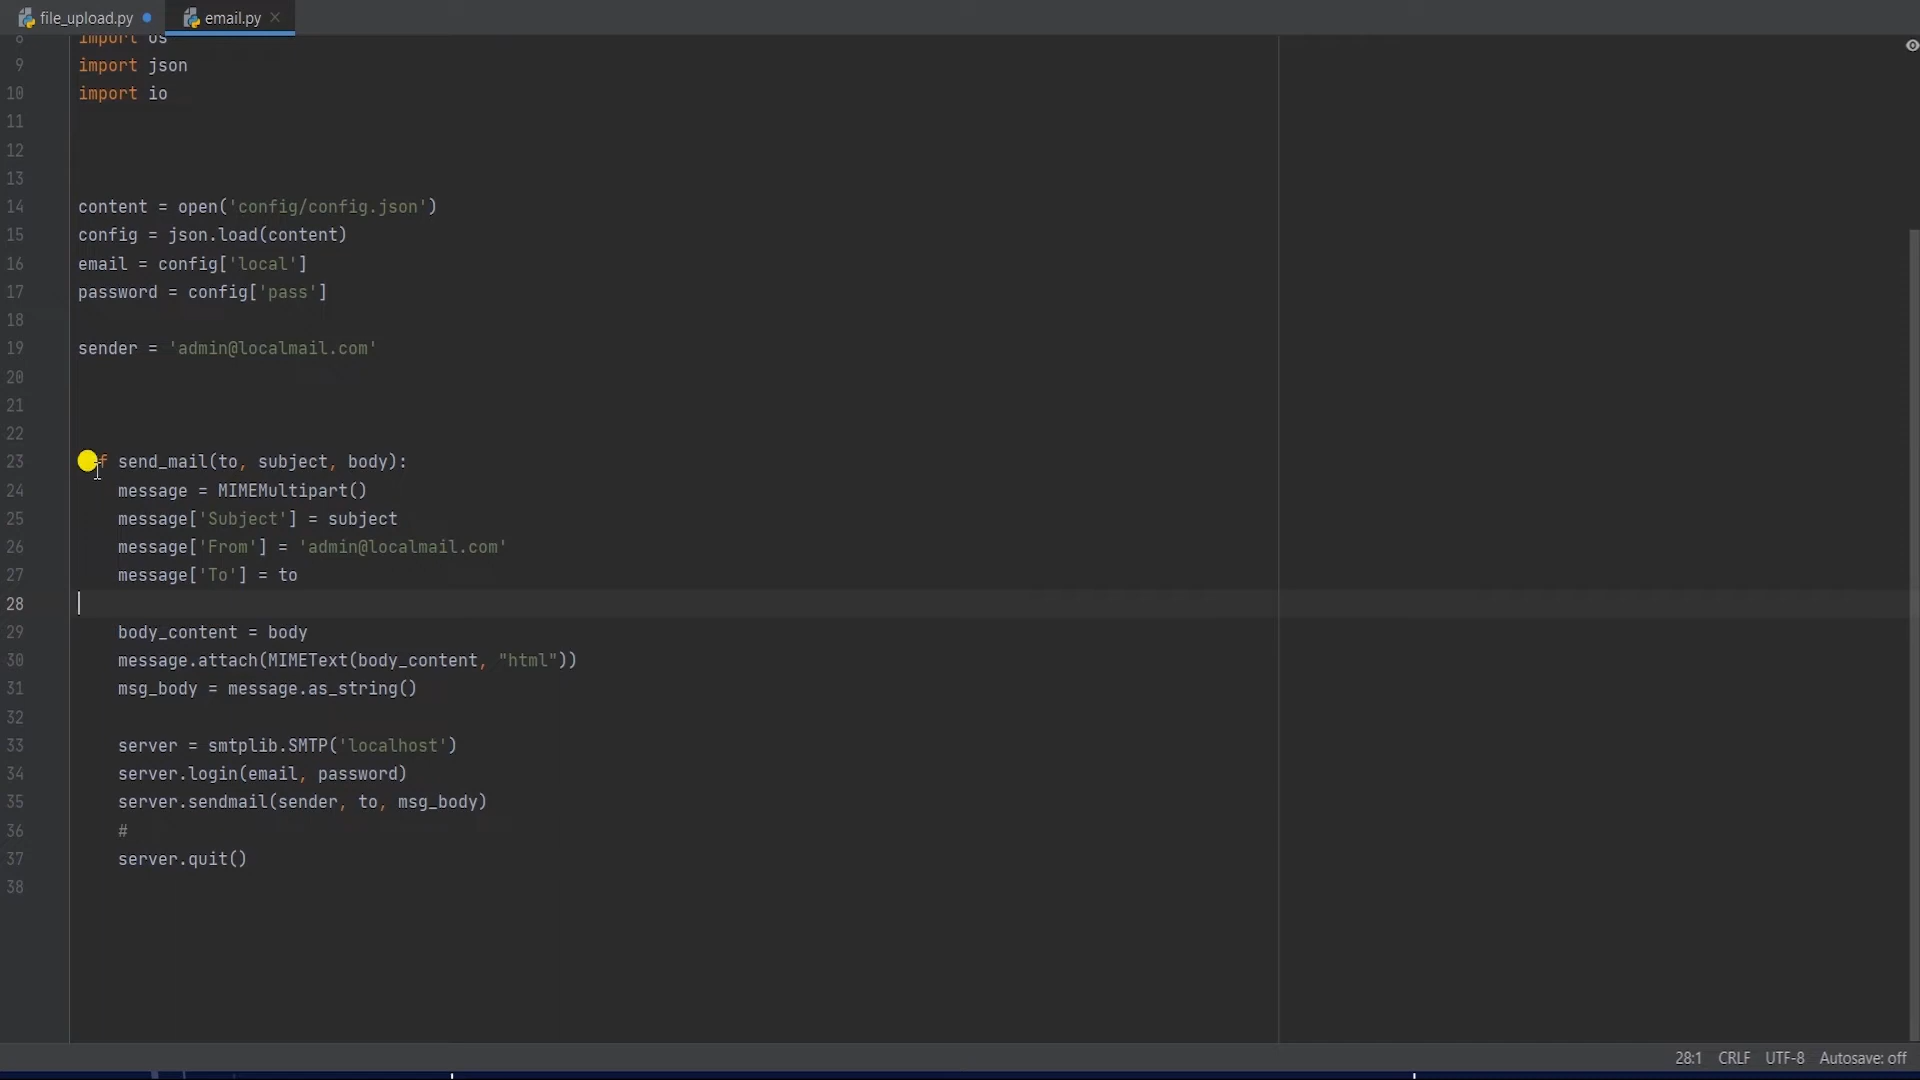 file_upload.py
email.py
8 import os
9 import json
10 import io
11
12
13
14 content = open('config/config.json')
15 config = json.load(content)
16 email = config['local']
17 password = config['pass']
18
19 sender = 'admin@localmail.com'
20
21
22
23 f send_mail(to, subject, body):
24 message = MIMEMultipart()
25 message['Subject'] = subject
26 message['From'] = 'admin@localmail.com'
27 message['To'] = to
28
29 body_content = body
30 message.attach(MIMEText(body_content, "html"))
31 msg_body = message.as_string()
32
33 server = smtplib.SMTP('localhost')
34 server.login(email, password)
35 server.sendmail(sender, to, msg_body)
36 #
37 server.quit()
38
28:1 CRLF UTF-8 Autosave: off